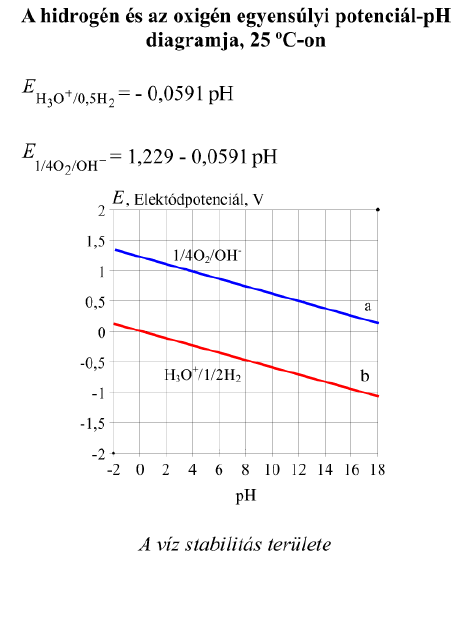 A hidrogén és az oxigén egyensúlyi potenciál-pH
diagramja, 25 ºC-on
E H₃O⁺/0,5H₂ = - 0,0591 pH
E 1/4O₂/OH⁻ = 1,229 - 0,0591 pH
E, Elektódpotenciál, V
2
1,5
1
0,5
0
-0,5
-1
-1,5
-2
1/4O₂/OH⁻
a
H₃O⁺/1/2H₂
b
-2 0 2 4 6 8 10 12 14 16 18
pH
A víz stabilitás területe